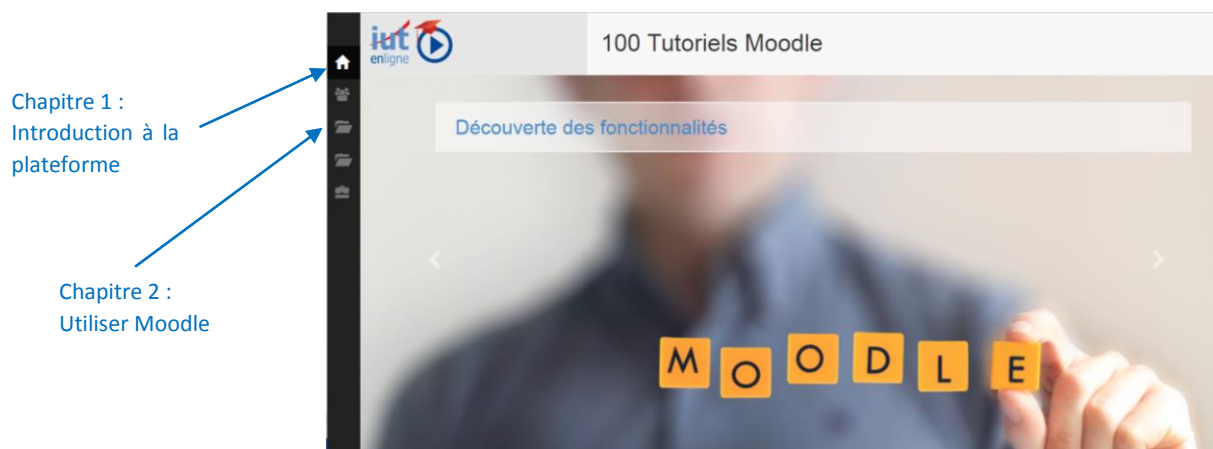 iut
enligne
100 Tutoriels Moodle
Chapitre 1 :
Introduction à la
plateforme
Découverte des fonctionnalités
Chapitre 2 :
Utiliser Moodle
MOODLE